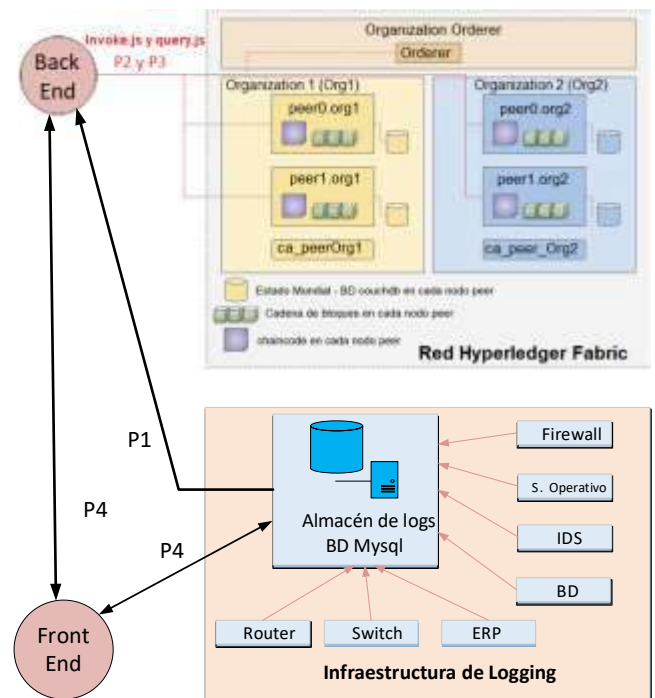 Organization Orderer
Orderer
Invoke.js y query.js
P2 y P3
Back
End
Organization 1 (Org1)
Organization 2 (Org2)
peer0.org1
peer0.org2
peer1.org1
peer1.org2
ca_peerOrg1
ca_peer_Org2
Estado Mundial - BD couchdb en cada nodo peer
Cadena de bloques en cada nodo peer
chaincode en cada nodo peer
Red Hyperledger Fabric
P1
P4
P4
Almacén de logs
BD Mysql
Firewall
S. Operativo
IDS
BD
Router
Switch
ERP
Front
End
Infraestructura de Logging